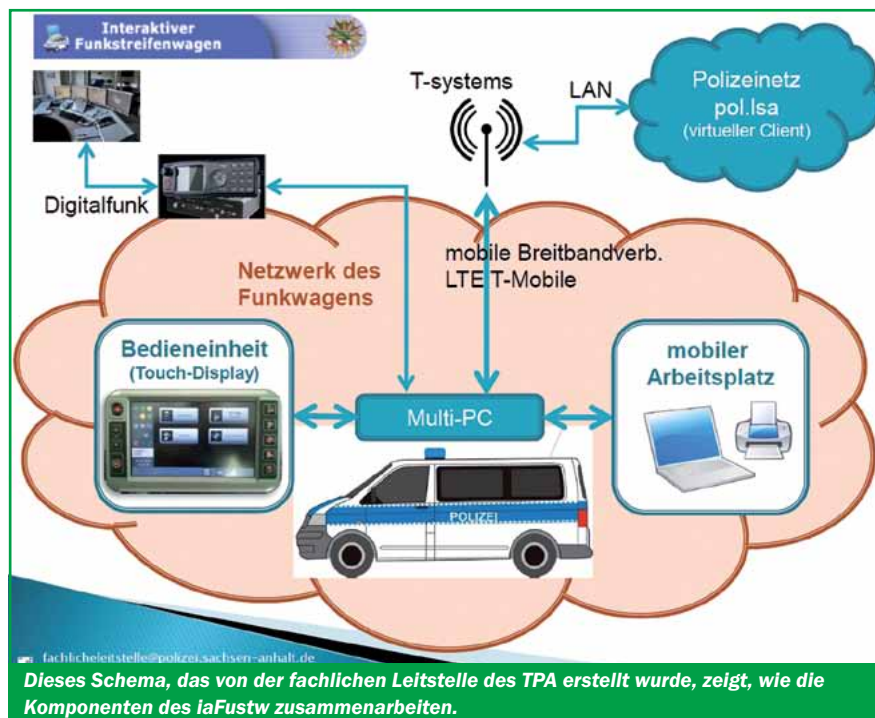 Interaktiver
Funkstreifenwagen
T-systems
LAN
Polizeinetz
pol.lsa
(virtueller Client)
Digitalfunk
mobile Breitbandverb.
LTE T-Mobile
Netzwerk des
Funkwagens
Bedieneinheit
(Touch-Display)
mobiler
Arbeitsplatz
Multi-PC
POLIZEI
fachlicheleitstelle@polizei.sachsen-anhalt.de
Dieses Schema, das von der fachlichen Leitstelle des TPA erstellt wurde, zeigt, wie die
Komponenten des iaFustw zusammenarbeiten.